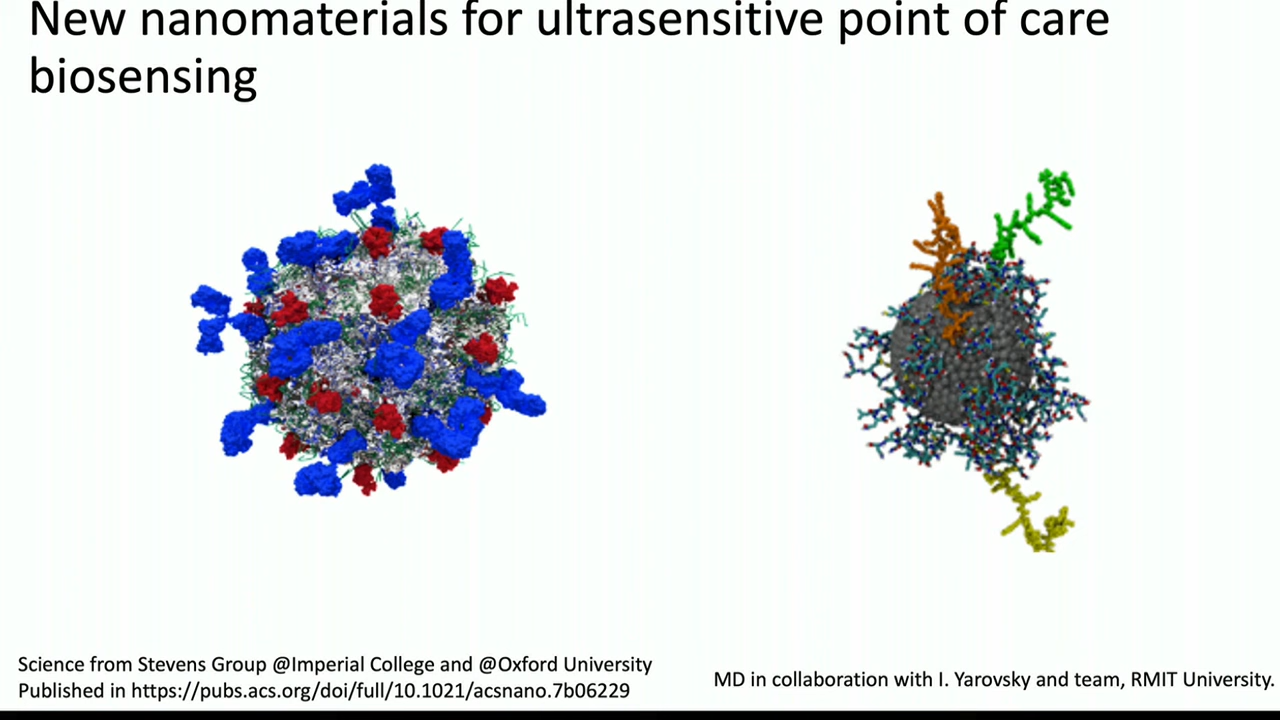 New nanomaterials for ultrasensitive point of care
biosensing
Science from Stevens Group @Imperial College and @Oxford University
Published in https://pubs.acs.org/doi/full/10.1021/acsnano.7b06229
MD in collaboration with I. Yarovsky and team, RMIT University.